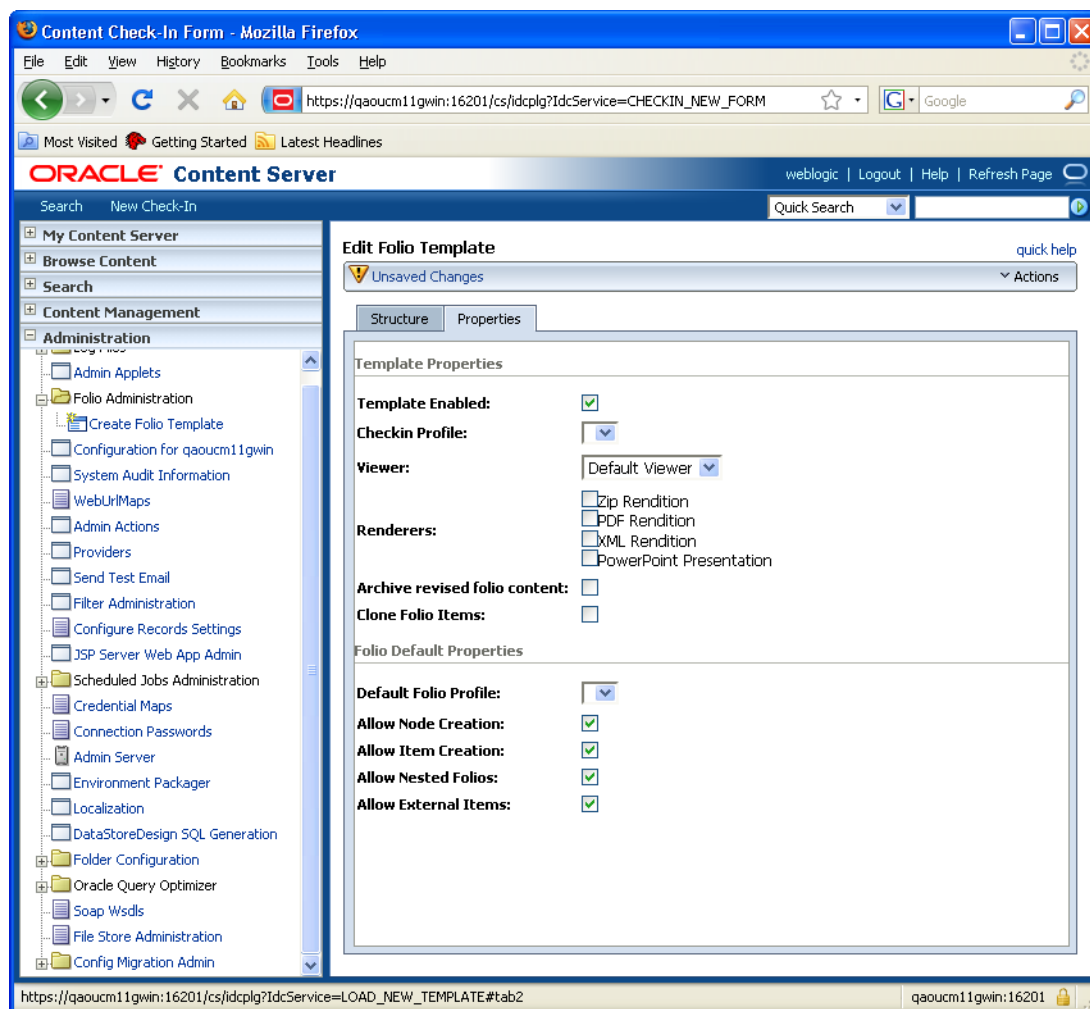 Content Check-In Form - Mozilla Firefox
File Edit View History Bookmarks Tools Help
https://qaoucm11gwin:16201/cs/idcplg?IdcService=CHECKIN_NEW_FORM
G Google
Most Visited Getting Started Latest Headlines
ORACLE Content Server
weblogic | Logout | Help | Refresh Page
Search New Check-In
Quick Search
My Content Server
Browse Content
Search
Content Management
Administration
Log Files
Admin Applets
Folio Administration
Create Folio Template
Configuration for qaoucm11gwin
System Audit Information
WebUrlMaps
Admin Actions
Providers
Send Test Email
Filter Administration
Configure Records Settings
JSP Server Web App Admin
Scheduled Jobs Administration
Credential Maps
Connection Passwords
Admin Server
Environment Packager
Localization
DataStoreDesign SQL Generation
Folder Configuration
Oracle Query Optimizer
Soap Wsdls
File Store Administration
Config Migration Admin
Edit Folio Template
quick help
Unsaved Changes
Actions
Structure Properties
Template Properties
Template Enabled:
Checkin Profile:
Viewer: Default Viewer
Renderers:
Zip Rendition
PDF Rendition
XML Rendition
PowerPoint Presentation
Archive revised folio content:
Clone Folio Items:
Folio Default Properties
Default Folio Profile:
Allow Node Creation:
Allow Item Creation:
Allow Nested Folios:
Allow External Items:
https://qaoucm11gwin:16201/cs/idcplg?IdcService=LOAD_NEW_TEMPLATE#tab2
qaoucm11gwin:16201